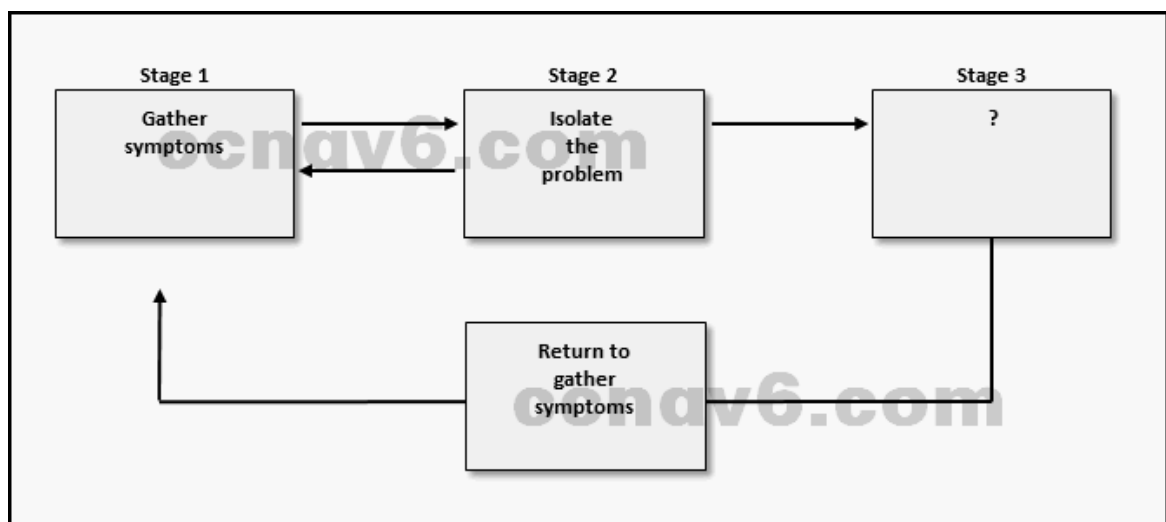 Stage 1
Stage 2
Stage 3
Gather
symptoms
Isolate
the
problem
?
ccnav6.com
Return to
gather
symptoms
ccnav6.com